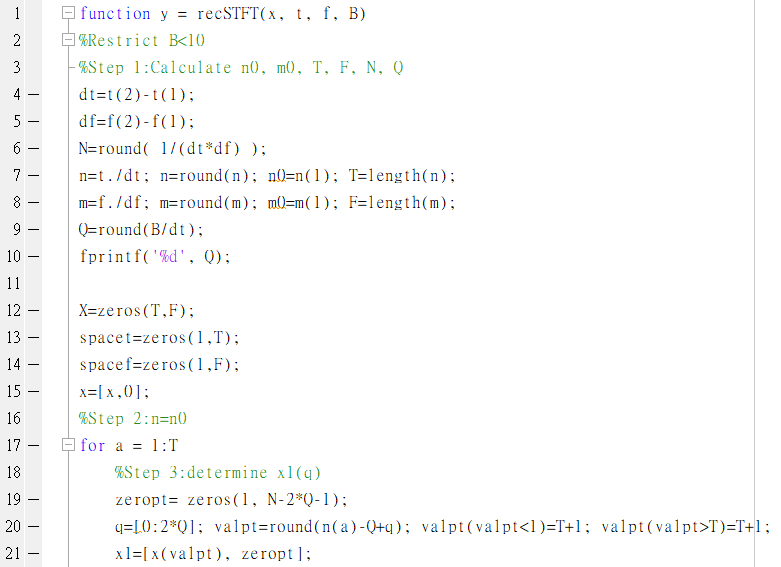 1 function y = recSTFT(x, t, f, B)
2 %Restrict B<10
3 %Step 1:Calculate n0, m0, T, F, N, Q
4 — dt=t(2)-t(1);
5 — df=f(2)-f(1);
6 — N=round( 1/(dt*df) );
7 — n=t./dt; n=round(n); n0=n(1); T=length(n);
8 — m=f./df; m=round(m); m0=m(1); F=length(m);
9 — Q=round(B/dt);
10 — fprintf('%d', Q);
11
12 — X=zeros(T,F);
13 — spacet=zeros(1,T);
14 — spacef=zeros(1,F);
15 — x=[x,0];
16 %Step 2:n=n0
17 — for a = 1:T
18 %Step 3:determine x1(q)
19 — zeropt= zeros(1, N-2*Q-1);
20 — q=[0:2*Q]; valpt=round(n(a)-Q+q); valpt(valpt<1)=T+1; valpt(valpt>T)=T+1;
21 — x1=[x(valpt), zeropt];